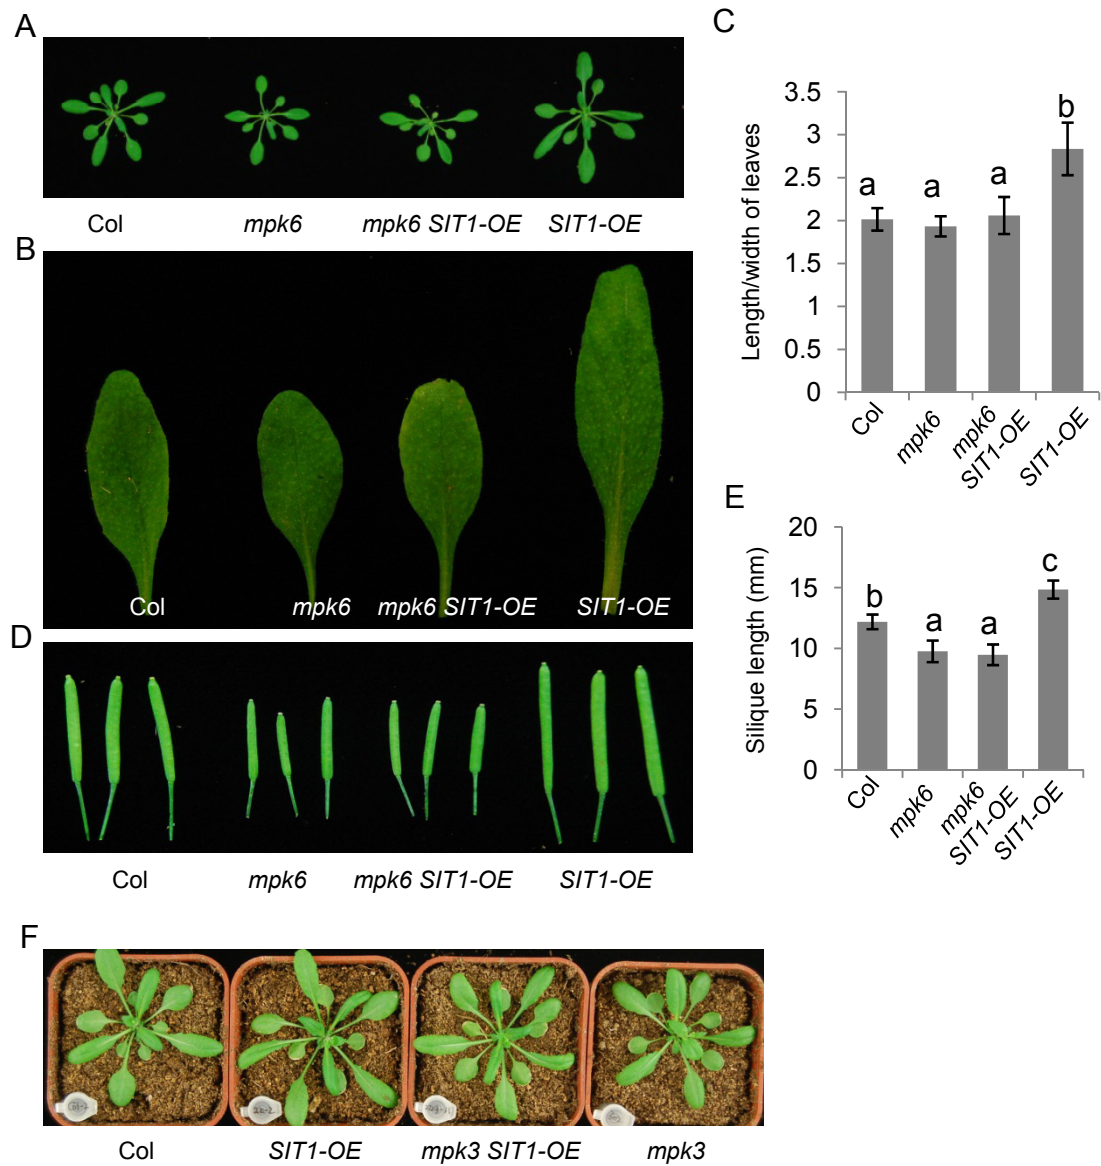 A
Col mpk6 mpk6 SIT1-OE SIT1-OE
B
Col mpk6 mpk6 SIT1-OE SIT1-OE
C
Length/width of leaves
3.5
3
2.5
2
1.5
1
0.5
0
a a a b
Col mpk6 mpk6 SIT1-OE SIT1-OE
D
Col mpk6 mpk6 SIT1-OE SIT1-OE
E
Silique length (mm)
20
15
10
5
0
b a a c
Col mpk6 mpk6 SIT1-OE SIT1-OE
F
Col SIT1-OE mpk3 SIT1-OE mpk3